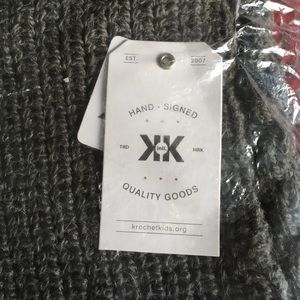 EST. 2007
HAND - SIGNED
TRD KK intl. MRK
QUALITY GOODS
krochetkids.org